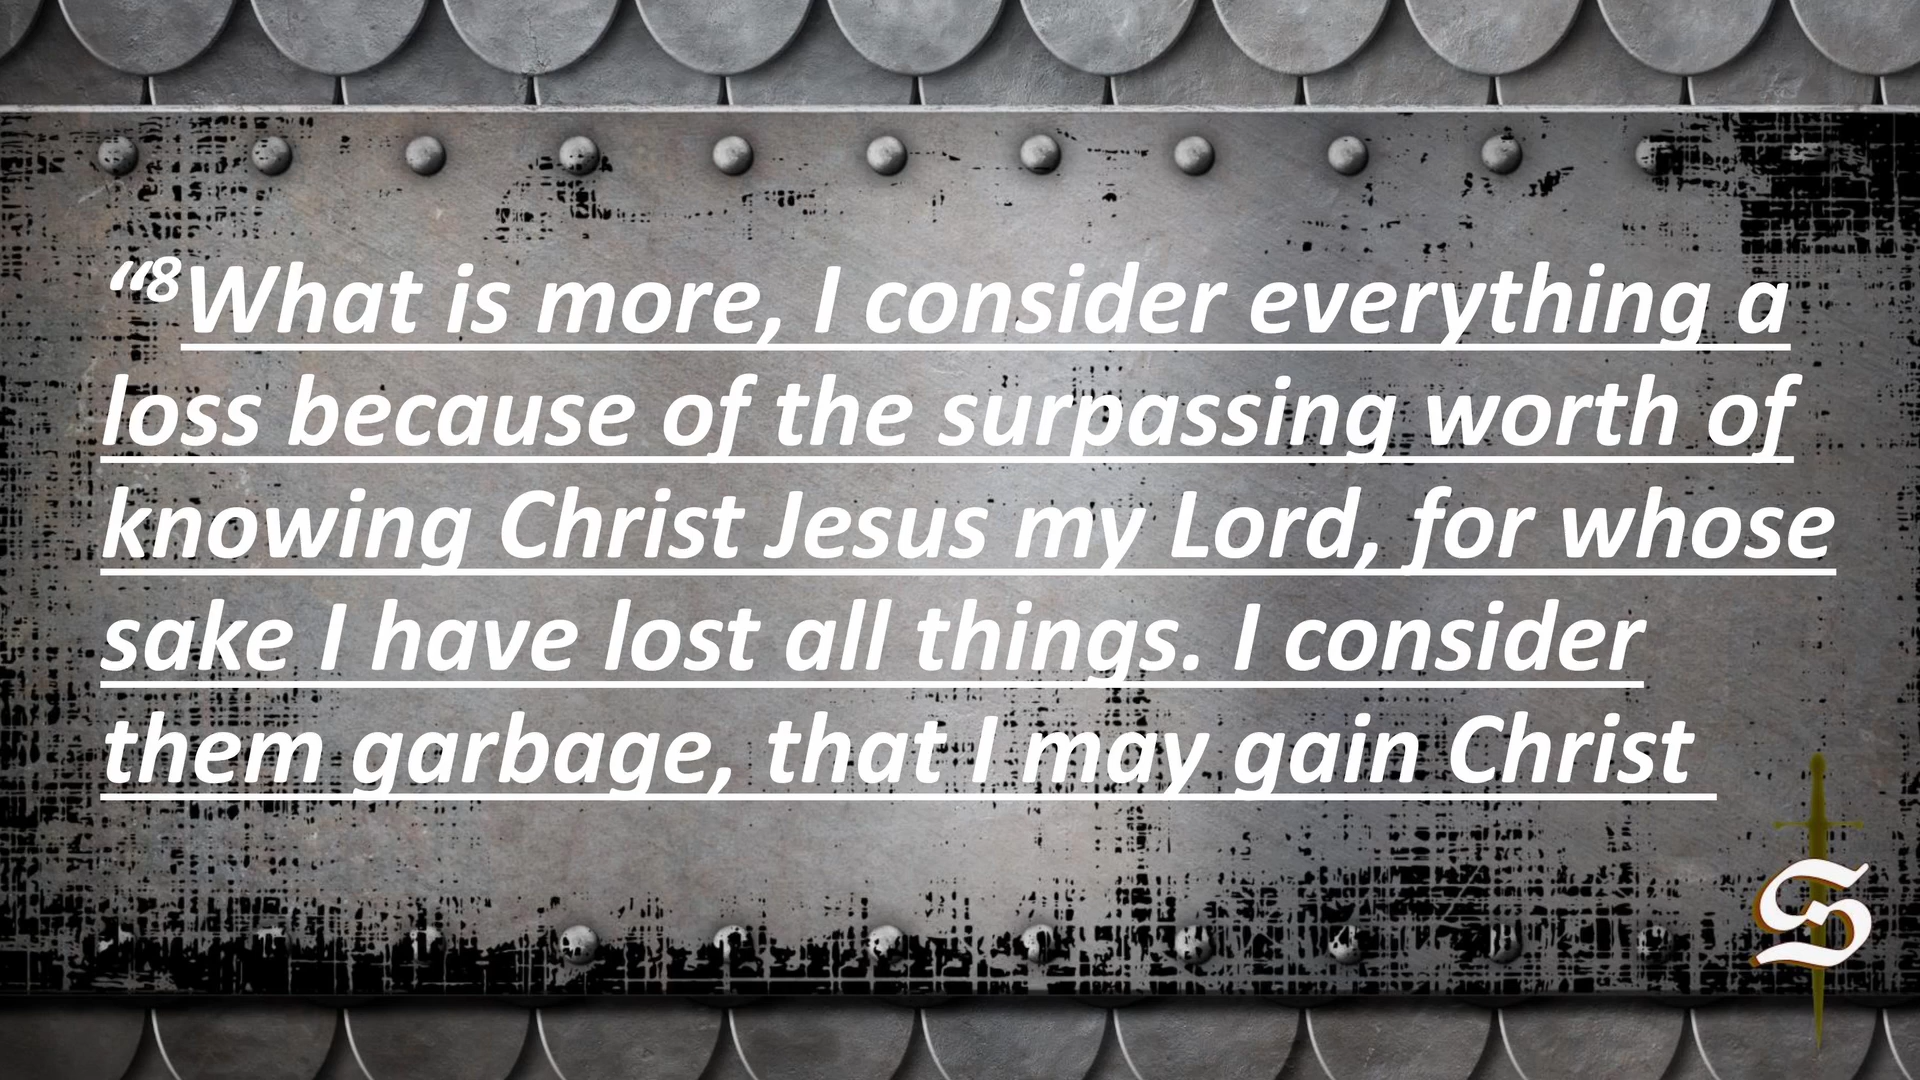 “⁸What is more, I consider everything a
loss because of the surpassing worth of
knowing Christ Jesus my Lord, for whose
sake I have lost all things. I consider
them garbage, that I may gain Christ
S